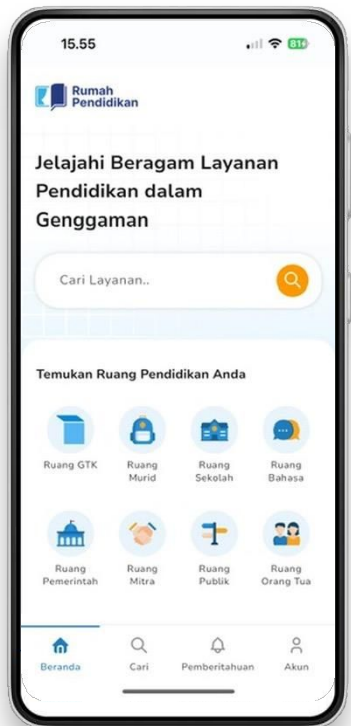 15.55
81
Rumah
Pendidikan
Jelajahi Beragam Layanan
Pendidikan dalam
Genggaman
Cari Layanan..
Temukan Ruang Pendidikan Anda
Ruang GTK
Ruang
Murid
Ruang
Sekolah
Ruang
Bahasa
Ruang
Pemerintah
Ruang
Mitra
Ruang
Publik
Ruang
Orang Tua
Beranda
Cari
Pemberitahuan
Akun